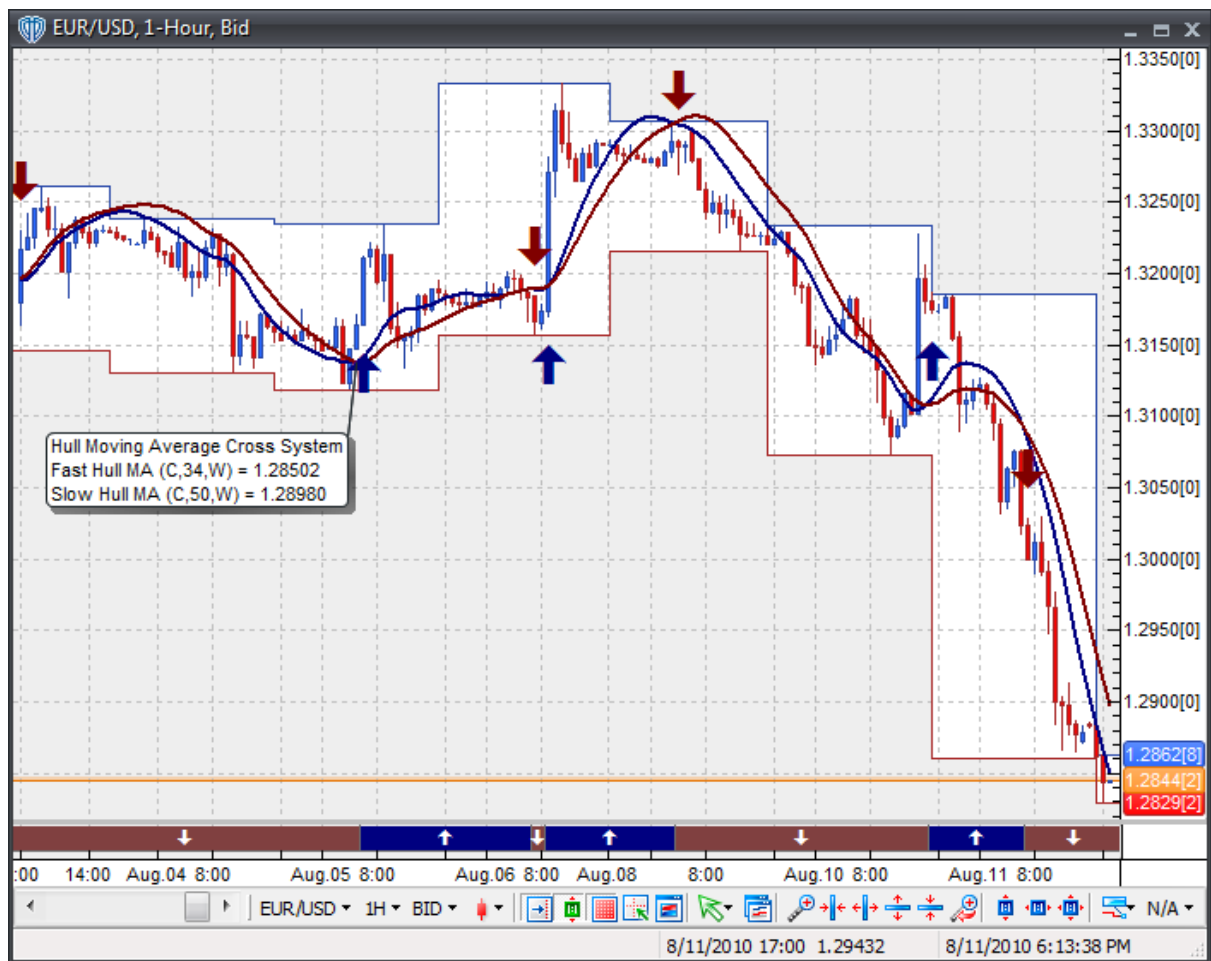 EUR/USD, 1-Hour, Bid
1.3350[0]
1.3300[0]
1.3250[0]
1.3200[0]
1.3150[0]
1.3100[0]
Hull Moving Average Cross System
Fast Hull MA (C,34,W) = 1.28502
Slow Hull MA (C,50,W) = 1.28980
1.3050[0]
1.3000[0]
1.2950[0]
1.2900[0]
1.2862[8]
1.2844[2]
1.2829[2]
:00 14:00 Aug.04 8:00 Aug.05 8:00 Aug.06 8:00 Aug.08 8:00 Aug.10 8:00 Aug.11 8:00
EUR/USD 1H BID N/A
8/11/2010 17:00 1.29432 8/11/2010 6:13:38 PM